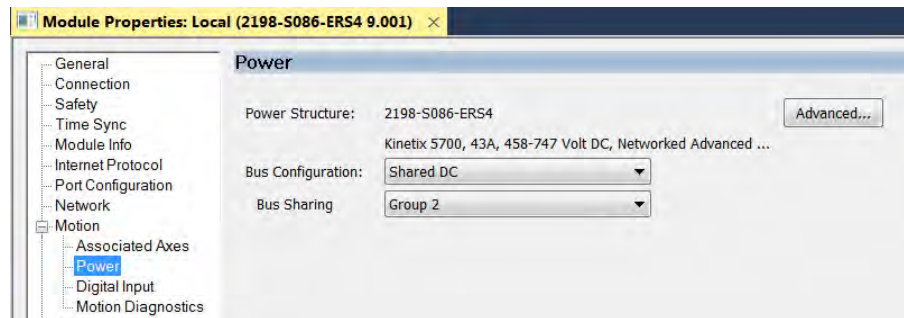 Module Properties: Local (2198-S086-ERS4 9.001) ×
General
Connection
Safety
Time Sync
Module Info
Internet Protocol
Port Configuration
Network
Motion
Associated Axes
Power
Digital Input
Motion Diagnostics
Power
Power Structure: 2198-S086-ERS4 Advanced...
Kinetix 5700, 43A, 458-747 Volt DC, Networked Advanced ...
Bus Configuration: Shared DC
Bus Sharing Group 2